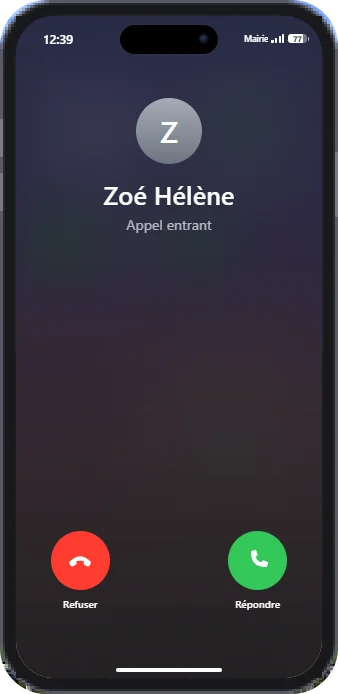 12:39 Mairie 77
Z
Zoé Hélène
Appel entrant
Refuser Répondre